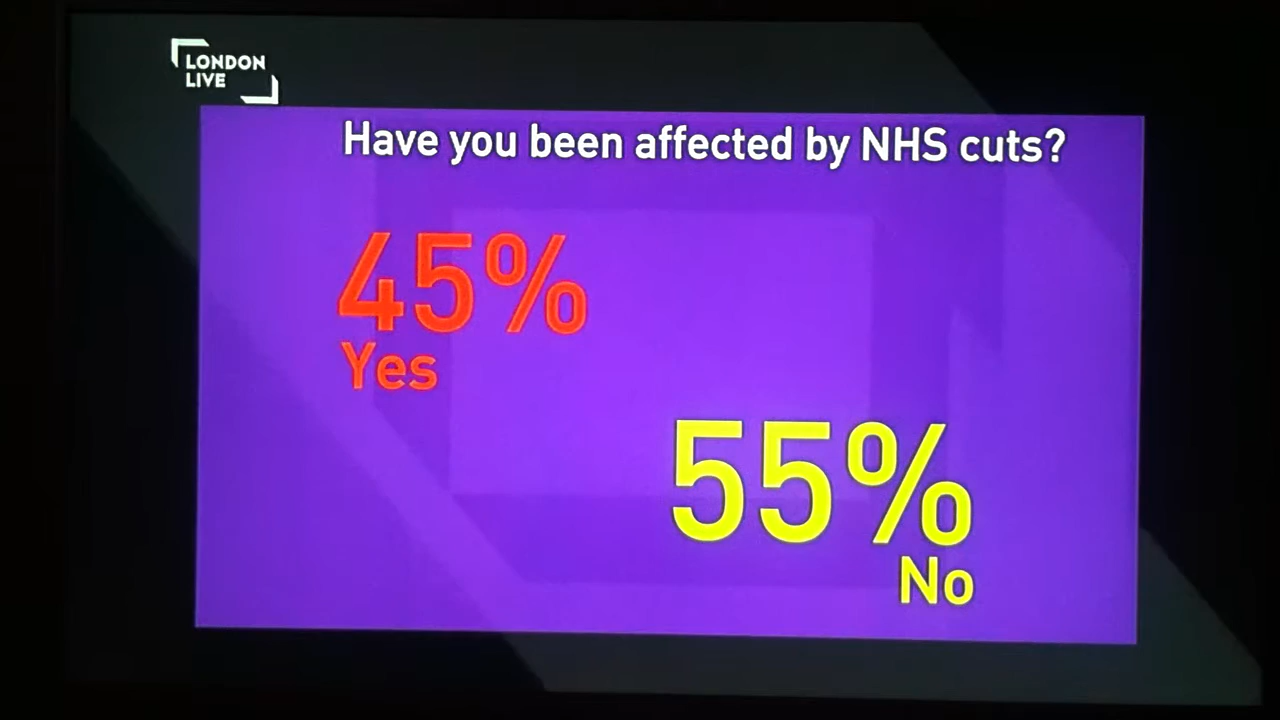 LONDON
LIVE
Have you been affected by NHS cuts?
45%
Yes
55%
No